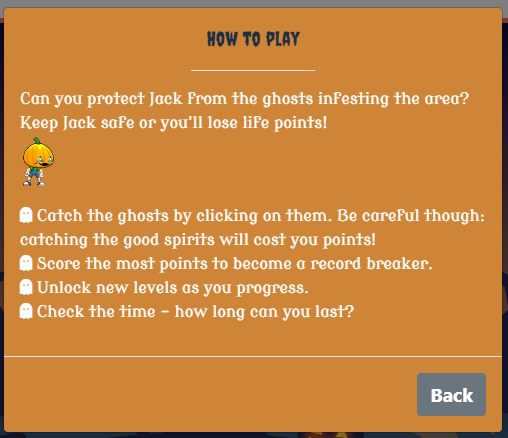 HOW TO PLAY
Can you protect Jack from the ghosts infesting the area?
Keep Jack safe or you'll lose life points!
Catch the ghosts by clicking on them. Be careful though:
catching the good spirits will cost you points!
Score the most points to become a record breaker.
Unlock new levels as you progress.
Check the time - how long can you last?
Back